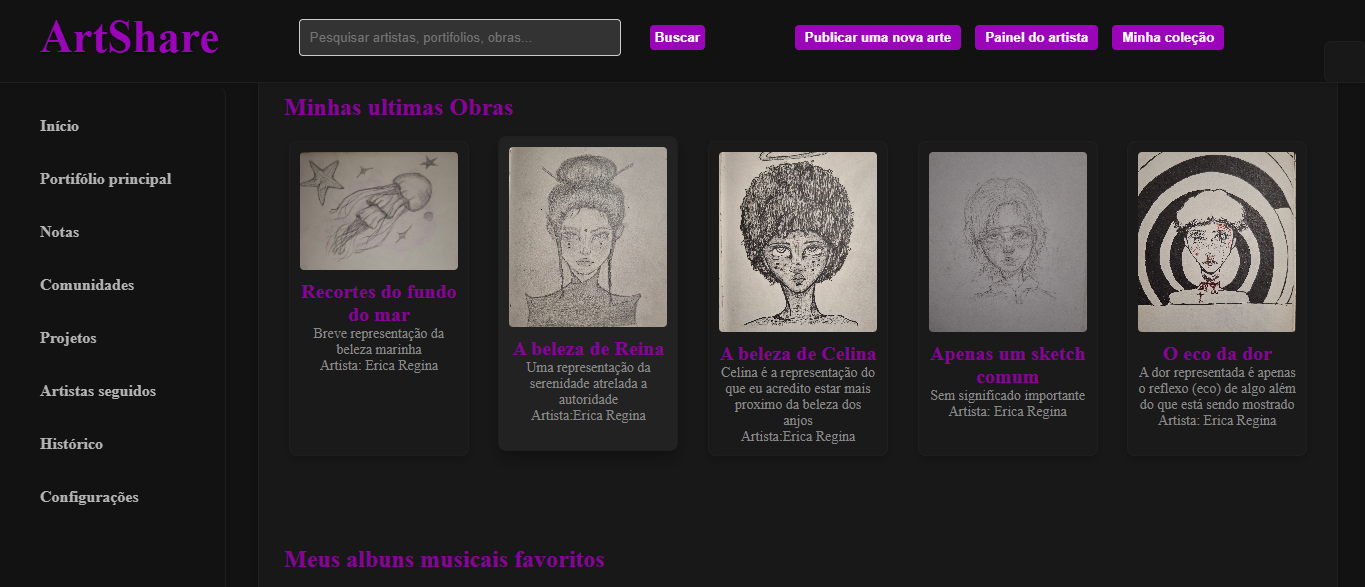 ArtShare
Pesquisar artistas, portifolios, obras...
Buscar
Publicar uma nova arte
Painel do artista
Minha coleção
Início
Portifólio principal
Notas
Comunidades
Projetos
Artistas seguidos
Histórico
Configurações
Minhas ultimas Obras
Recortes do fundo
do mar
Breve representação da
beleza marinha
Artista: Erica Regina
A beleza de Reina
Uma representação da
serenidade atrelada a
autoridade
Artista:Erica Regina
A beleza de Celina
Celina é a representação do
que eu acredito estar mais
proximo da beleza dos
anjos
Artista:Erica Regina
Apenas um sketch
comum
Sem significado importante
Artista: Erica Regina
O eco da dor
A dor representada é apenas
o reflexo (eco) de algo além
do que está sendo mostrado
Artista: Erica Regina
Meus albuns musicais favoritos